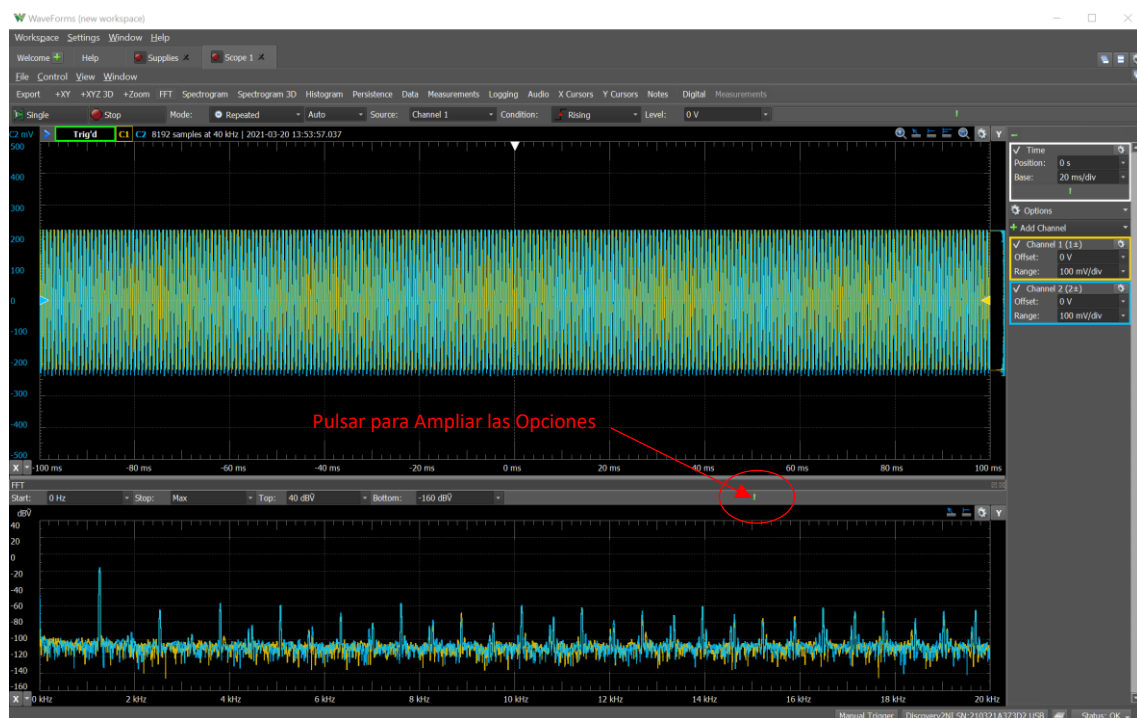 WaveForms (new workspace)
Workspace Settings Window Help
Welcome Help Supplies Scope 1
File Control View Window
Export +XY +XYZ 3D +Zoom FFT Spectrogram Spectrogram 3D Histogram Persistence Data Measurements Logging Audio X Cursors Y Cursors Notes Digital Measurements
Single Stop Mode: Repeated Auto Source: Channel 1 Condition: Rising Level: 0 V
C2 mV Trig'd C1 C2 8192 samples at 40 kHz | 2021-03-20 13:53:57.037 Y
500
400
300
200
100
0
-100
-200
-300
-400
-500
Time
Position: 0 s
Base: 20 ms/div
Options
+ Add Channel
Channel 1 (1±)
Offset: 0 V
Range: 100 mV/div
Channel 2 (2±)
Offset: 0 V
Range: 100 mV/div
Pulsar para Ampliar las Opciones
X -100 ms -80 ms -60 ms -40 ms -20 ms 0 ms 20 ms 40 ms 60 ms 80 ms 100 ms
FFT
Start: 0 Hz Stop: Max Top: 40 dBṼ Bottom: -160 dBṼ
dBṼ Y
40
20
0
-20
-40
-60
-80
-100
-120
-140
-160
X 0 kHz 2 kHz 4 kHz 6 kHz 8 kHz 10 kHz 12 kHz 14 kHz 16 kHz 18 kHz 20 kHz
Manual Trigger Discovery2NI SN:210321A373D2 USB Status: OK